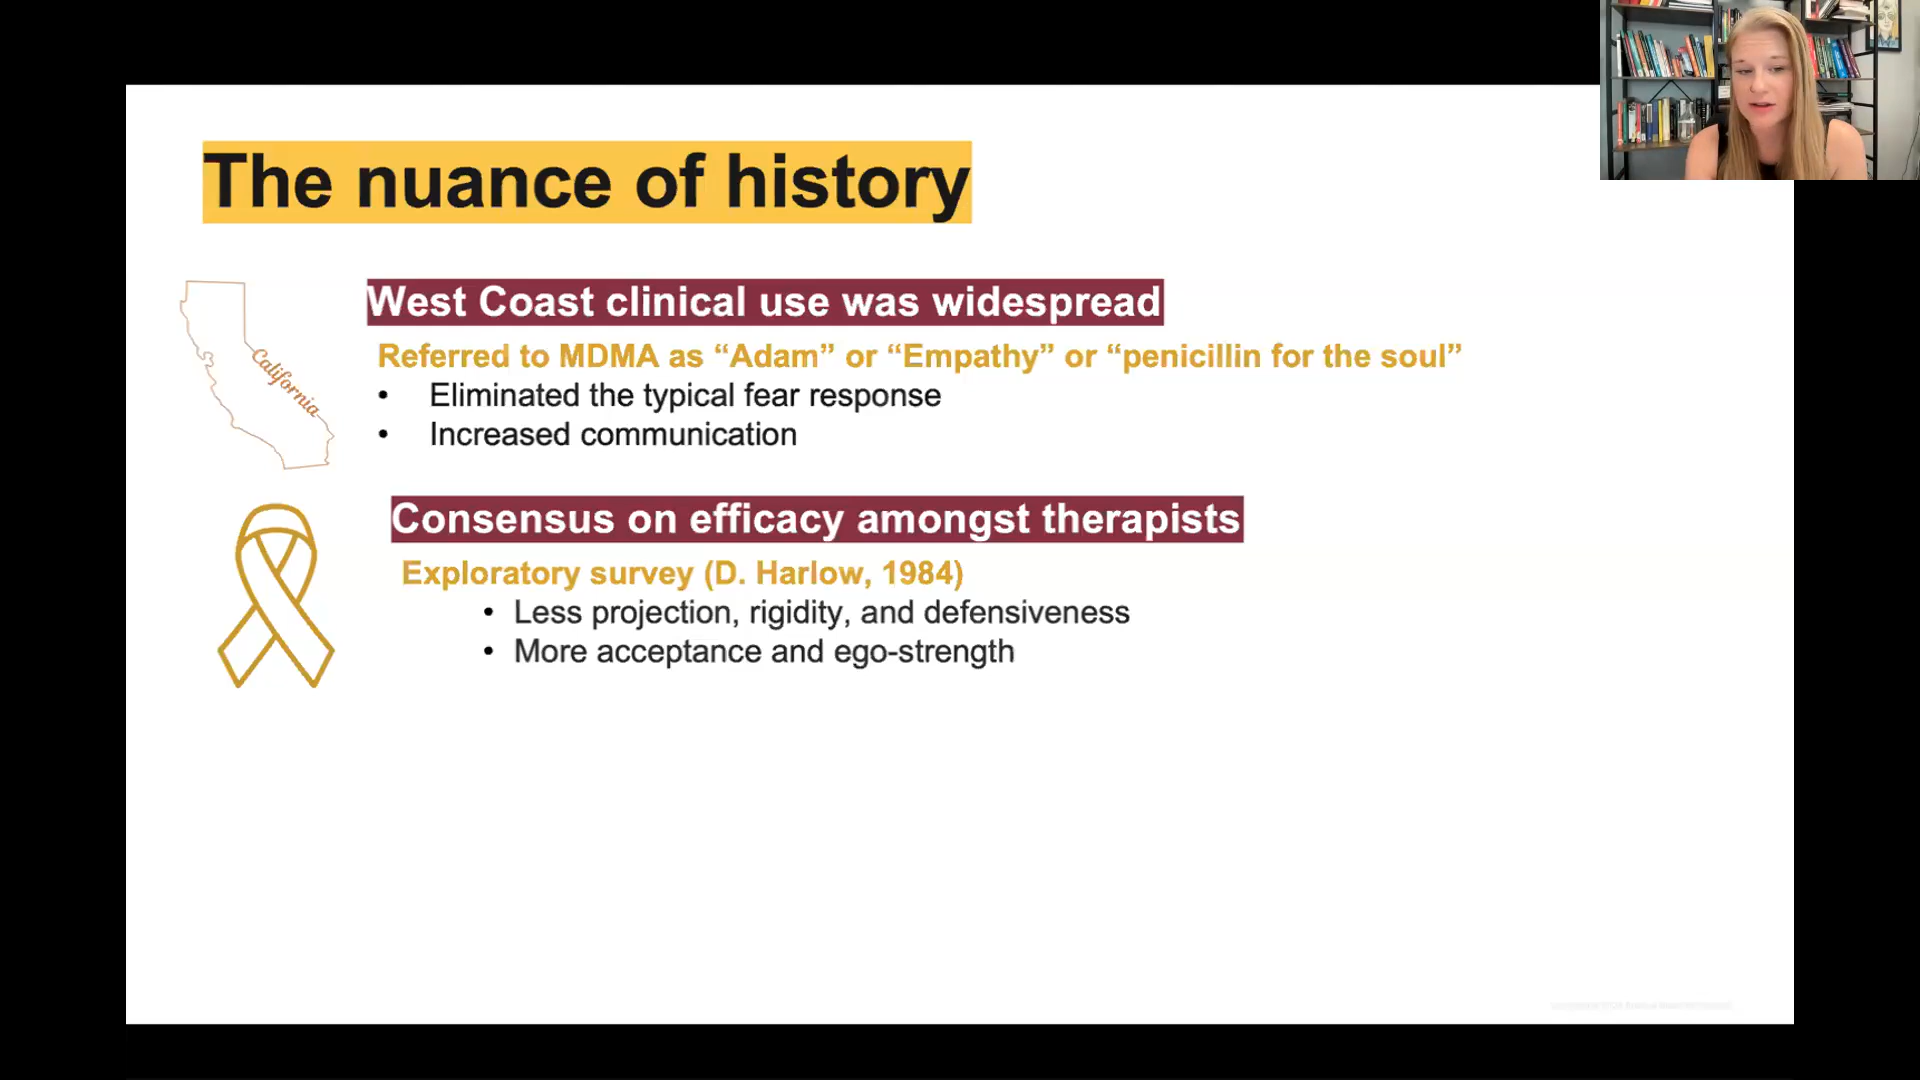 The nuance of history
West Coast clinical use was widespread
Referred to MDMA as “Adam” or “Empathy” or “penicillin for the soul”
• Eliminated the typical fear response
• Increased communication
California
Consensus on efficacy amongst therapists
Exploratory survey (D. Harlow, 1984)
• Less projection, rigidity, and defensiveness
• More acceptance and ego-strength